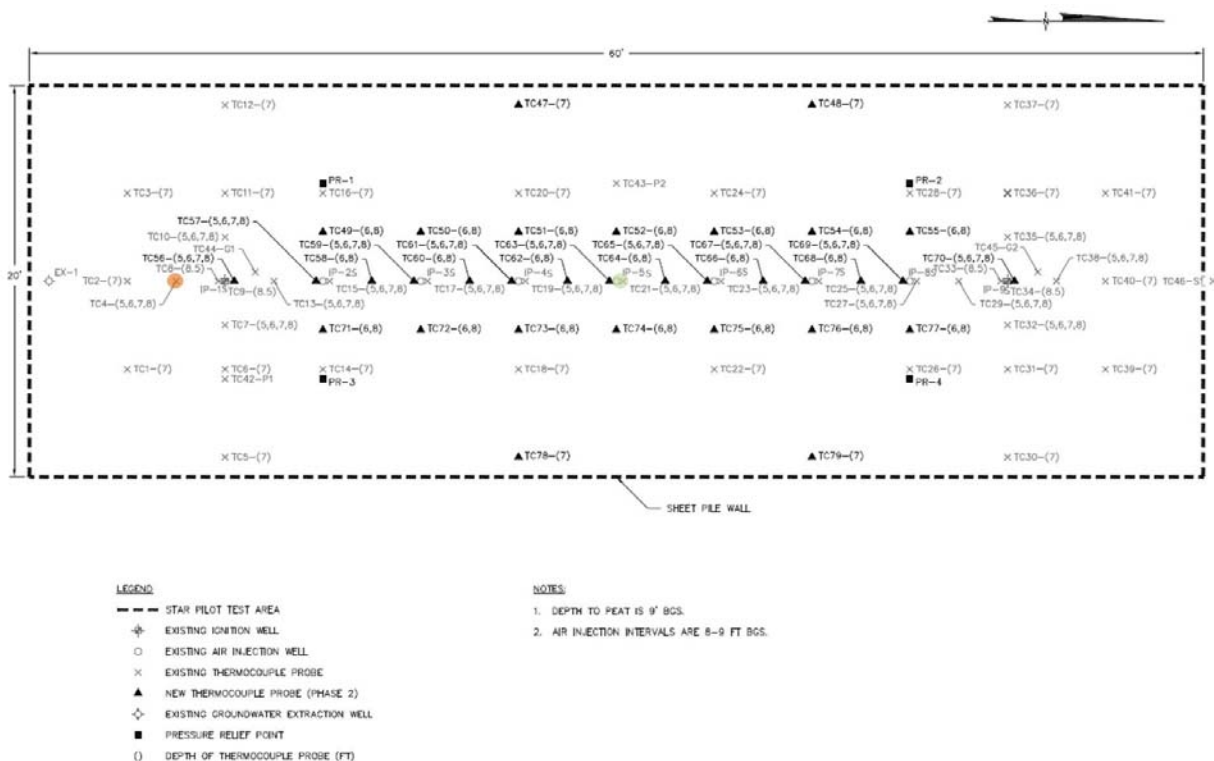 N
60'
TC12-(7)
TC47-(7)
TC48-(7)
TC37-(7)
PR-1
TC43-P2
PR-2
TC3-(7)
TC11-(7)
TC16-(7)
TC20-(7)
TC24-(7)
TC28-(7)
TC36-(7)
TC41-(7)
TC57-(5,6,7,8)
TC49-(6,8)
TC50-(6,8)
TC51-(6,8)
TC52-(6,8)
TC53-(6,8)
TC54-(6,8)
TC55-(6,8)
TC10-(5,6,7,8)
TC59-(5,6,7,8)
TC61-(5,6,7,8)
TC63-(5,6,7,8)
TC65-(5,6,7,8)
TC67-(5,6,7,8)
TC69-(5,6,7,8)
TC35-(5,6,7,8)
TC44-G1
TC45-G2
TC56-(5,6,7,8)
TC58-(6,8)
TC60-(6,8)
TC62-(6,8)
TC64-(6,8)
TC66-(6,8)
TC68-(6,8)
TC70-(5,6,7,8)
TC38-(5,6,7,8)
20'
TC8-(8.5)
TC33-(8.5)
EX-1
TC2-(7)
IP-2S
IP-3S
IP-4S
IP-5S
IP-6S
IP-7S
IP-8S
TC40-(7)
TC46-S
IP-1S
TC9-(8.5)
TC15-(5,6,7,8)
TC17-(5,6,7,8)
TC19-(5,6,7,8)
TC21-(5,6,7,8)
TC23-(5,6,7,8)
TC25-(5,6,7,8)
IP-9S
TC34-(8.5)
TC4-(5,6,7,8)
TC13-(5,6,7,8)
TC27-(5,6,7,8)
TC29-(5,6,7,8)
TC7-(5,6,7,8)
TC71-(6,8)
TC72-(6,8)
TC73-(6,8)
TC74-(6,8)
TC75-(6,8)
TC76-(6,8)
TC77-(6,8)
TC32-(5,6,7,8)
TC1-(7)
TC6-(7)
TC14-(7)
TC18-(7)
TC22-(7)
TC26-(7)
TC31-(7)
TC39-(7)
TC42-P1
PR-3
PR-4
TC5-(7)
TC78-(7)
TC79-(7)
TC30-(7)
SHEET PILE WALL
LEGEND
STAR PILOT TEST AREA
EXISTING IGNITION WELL
EXISTING AIR INJECTION WELL
EXISTING THERMOCOUPLE PROBE
NEW THERMOCOUPLE PROBE (PHASE 2)
EXISTING GROUNDWATER EXTRACTION WELL
PRESSURE RELIEF POINT
() DEPTH OF THERMOCOUPLE PROBE (FT)
NOTES:
1. DEPTH TO PEAT IS 9' BGS.
2. AIR INJECTION INTERVALS ARE 8-9 FT BGS.